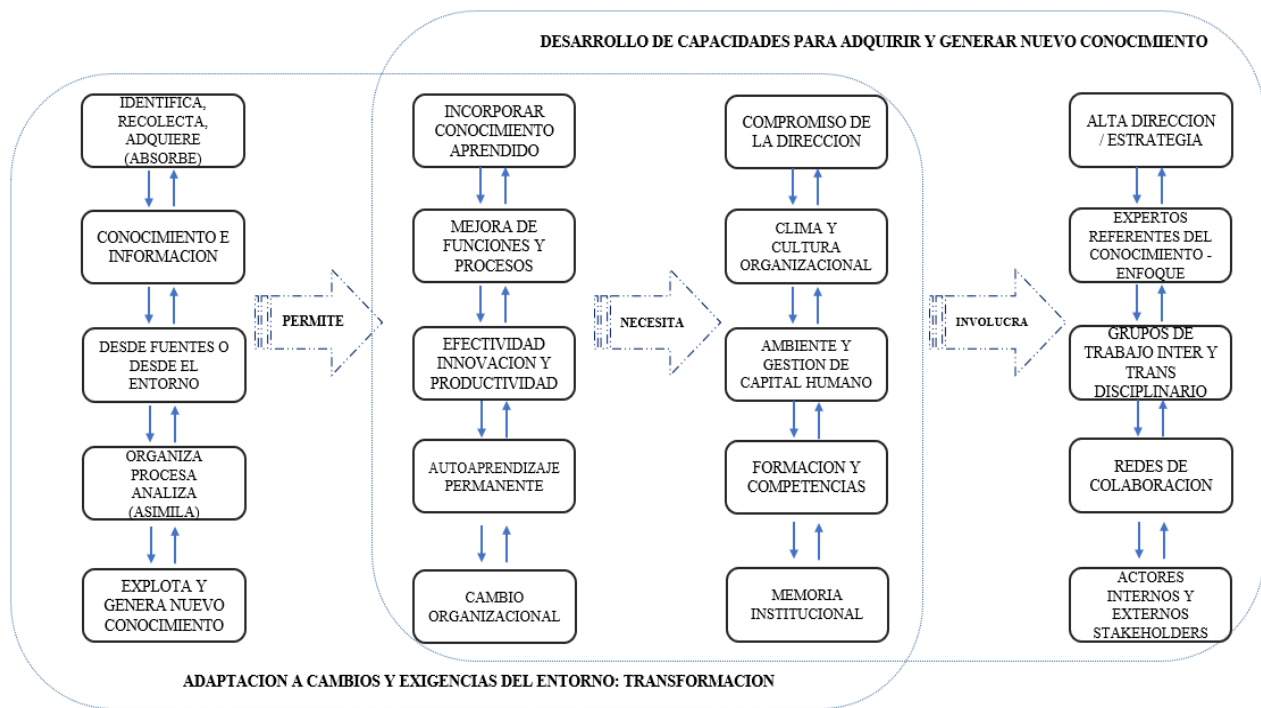 DESARROLLO DE CAPACIDADES PARA ADQUIRIR Y GENERAR NUEVO CONOCIMIENTO
IDENTIFICA,
RECOLECTA,
ADQUIERE
(ABSORBE)
CONOCIMIENTO E
INFORMACION
DESDE FUENTES O
DESDE EL
ENTORNO
ORGANIZA
PROCESA
ANALIZA
(ASIMILA)
EXPLOTA Y
GENERA NUEVO
CONOCIMIENTO
PERMITE
INCORPORAR
CONOCIMIENTO
APRENDIDO
MEJORA DE
FUNCIONES Y
PROCESOS
EFECTIVIDAD
INNOVACION Y
PRODUCTIVIDAD
AUTOAPRENDIZAJE
PERMANENTE
CAMBIO
ORGANIZACIONAL
NECESITA
COMPROMISO DE
LA DIRECCION
CLIMA Y
CULTURA
ORGANIZACIONAL
AMBIENTE Y
GESTION DE
CAPITAL HUMANO
FORMACION Y
COMPETENCIAS
MEMORIA
INSTITUCIONAL
INVOLUCRA
ALTA DIRECCION
/ ESTRATEGIA
EXPERTOS
REFERENTES DEL
CONOCIMIENTO -
ENFOQUE
GRUPOS DE
TRABAJO INTER Y
TRANS
DISCIPLINARIO
REDES DE
COLABORACION
ACTORES
INTERNOS Y
EXTERNOS
STAKEHOLDERS
ADAPTACION A CAMBIOS Y EXIGENCIAS DEL ENTORNO: TRANSFORMACION